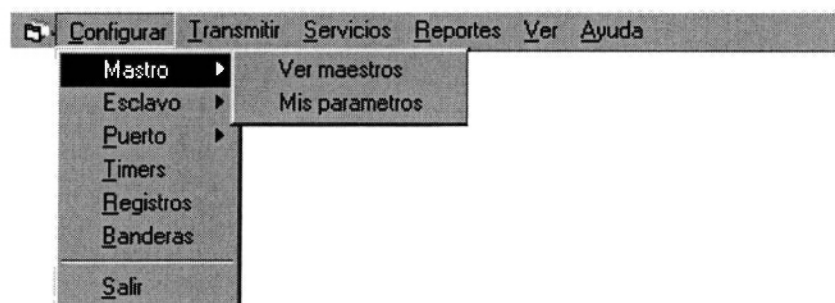 Configurar Transmitir Servicios Reportes Ver Ayuda
Mastro Ver maestros
Esclavo Mis parametros
Puerto
Timers
Registros
Banderas
Salir